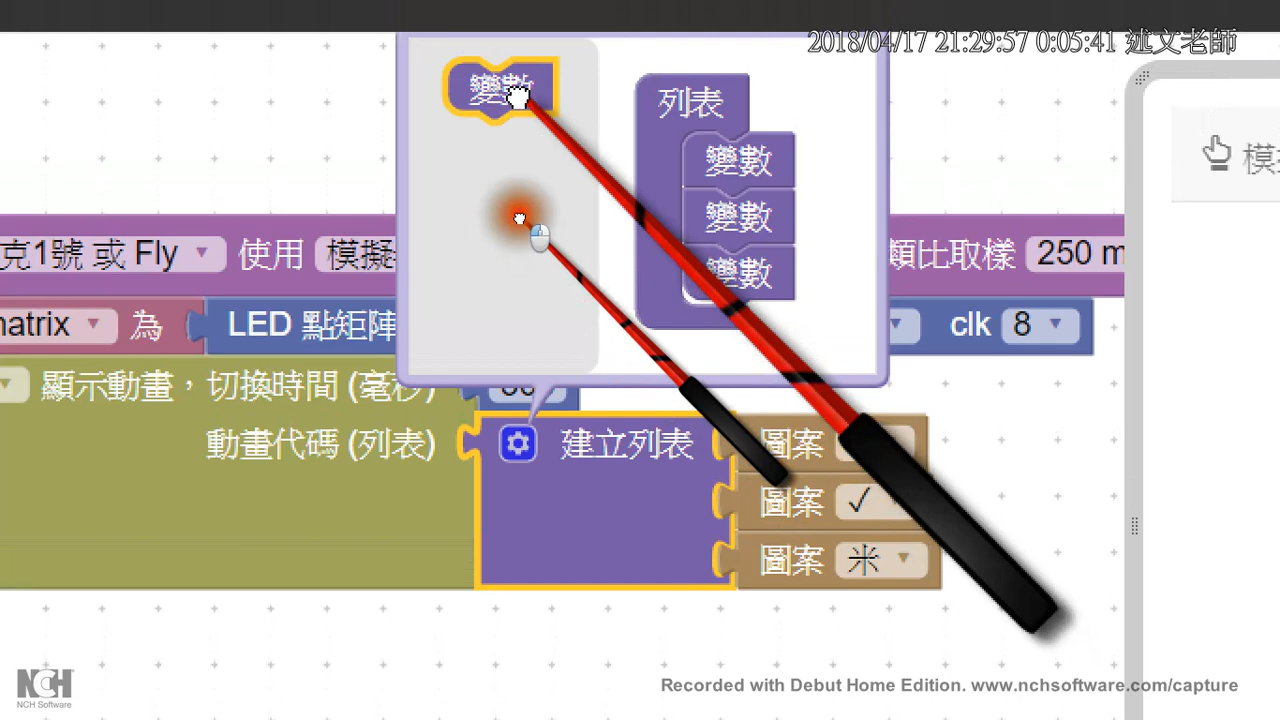 2018/04/17 21:29:57 0:05:41 述文老師
變數
列表
變數
變數
變數
克1號 或 Fly 使用 模擬
類比取樣 250 m
模
matrix 為 LED 點矩陣
clk 8
顯示動畫，切換時間 (毫秒)
動畫代碼 (列表) 建立列表 圖案
圖案 ✓
圖案 米
NCH
NCH Software
Recorded with Debut Home Edition. www.nchsoftware.com/capture